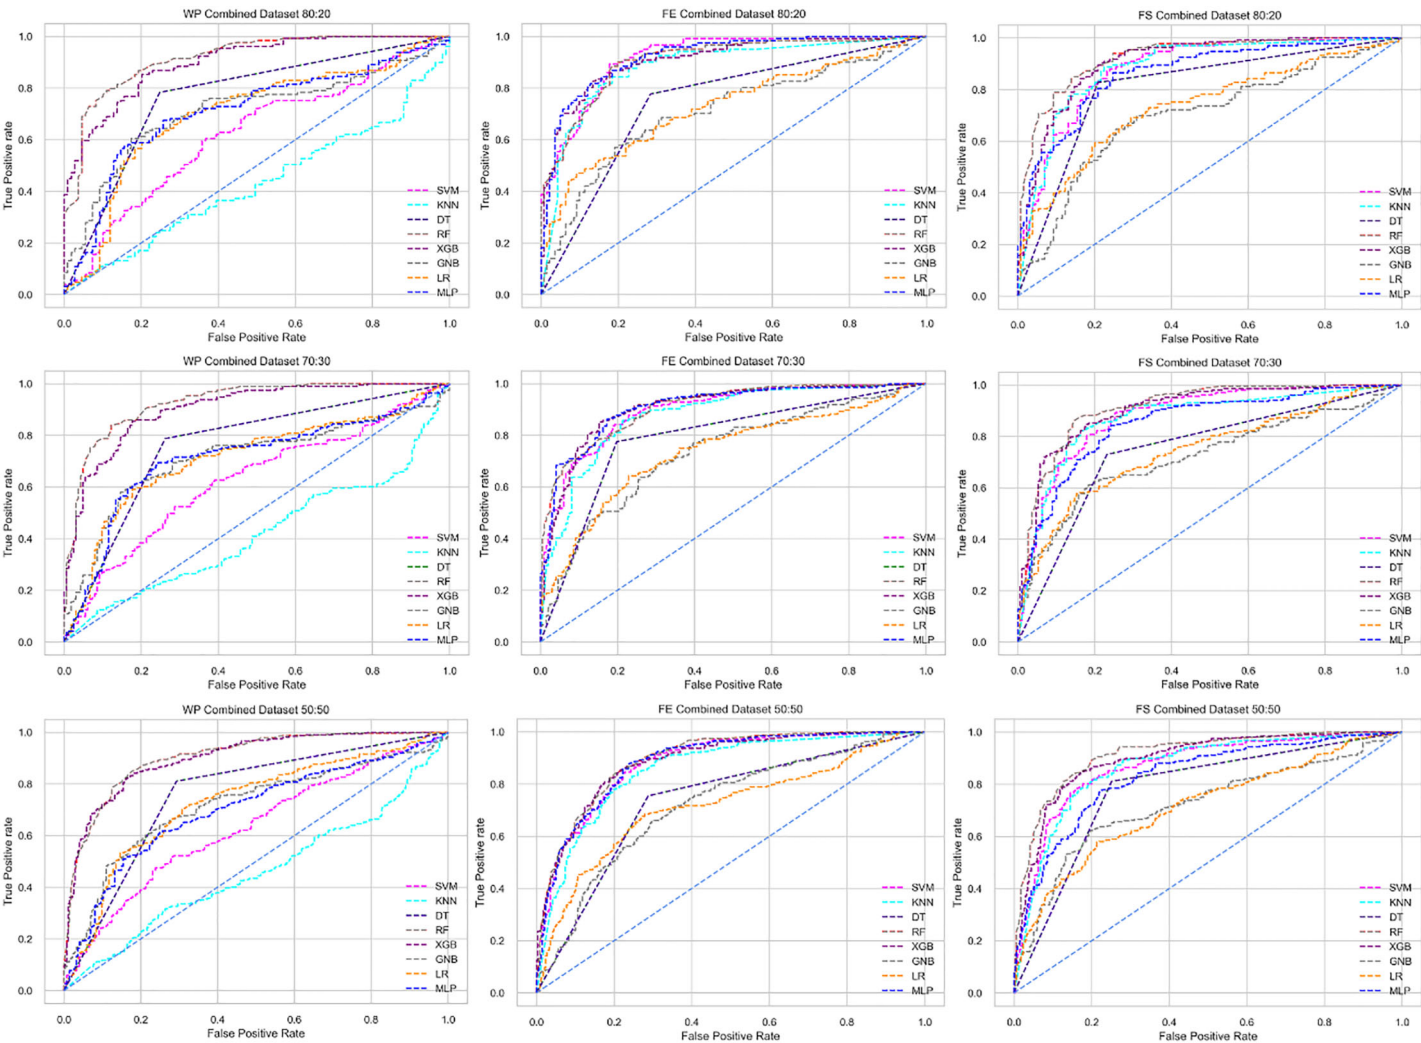 WP Combined Dataset 80:20
True Positive rate
1.0
0.8
0.6
0.4
0.2
0.0
SVM
KNN
DT
RF
XGB
GNB
LR
MLP
0.0 0.2 0.4 0.6 0.8 1.0
False Positive Rate
FE Combined Dataset 80:20
True Positive rate
1.0
0.8
0.6
0.4
0.2
0.0
SVM
KNN
DT
RF
XGB
GNB
LR
MLP
0.0 0.2 0.4 0.6 0.8 1.0
False Positive Rate
FS Combined Dataset 80:20
True Positive rate
1.0
0.8
0.6
0.4
0.2
0.0
SVM
KNN
DT
RF
XGB
GNB
LR
MLP
0.0 0.2 0.4 0.6 0.8 1.0
False Positive Rate
WP Combined Dataset 70:30
True Positive rate
1.0
0.8
0.6
0.4
0.2
0.0
SVM
KNN
DT
RF
XGB
GNB
LR
MLP
0.0 0.2 0.4 0.6 0.8 1.0
False Positive Rate
FE Combined Dataset 70:30
True Positive rate
1.0
0.8
0.6
0.4
0.2
0.0
SVM
KNN
DT
RF
XGB
GNB
LR
MLP
0.0 0.2 0.4 0.6 0.8 1.0
False Positive Rate
FS Combined Dataset 70:30
True Positive rate
1.0
0.8
0.6
0.4
0.2
0.0
SVM
KNN
DT
RF
XGB
GNB
LR
MLP
0.0 0.2 0.4 0.6 0.8 1.0
False Positive Rate
WP Combined Dataset 50:50
True Positive rate
1.0
0.8
0.6
0.4
0.2
0.0
SVM
KNN
DT
RF
XGB
GNB
LR
MLP
0.0 0.2 0.4 0.6 0.8 1.0
False Positive Rate
FE Combined Dataset 50:50
True Positive rate
1.0
0.8
0.6
0.4
0.2
0.0
SVM
KNN
DT
RF
XGB
GNB
LR
MLP
0.0 0.2 0.4 0.6 0.8 1.0
False Positive Rate
FS Combined Dataset 50:50
True Positive rate
1.0
0.8
0.6
0.4
0.2
0.0
SVM
KNN
DT
RF
XGB
GNB
LR
MLP
0.0 0.2 0.4 0.6 0.8 1.0
False Positive Rate